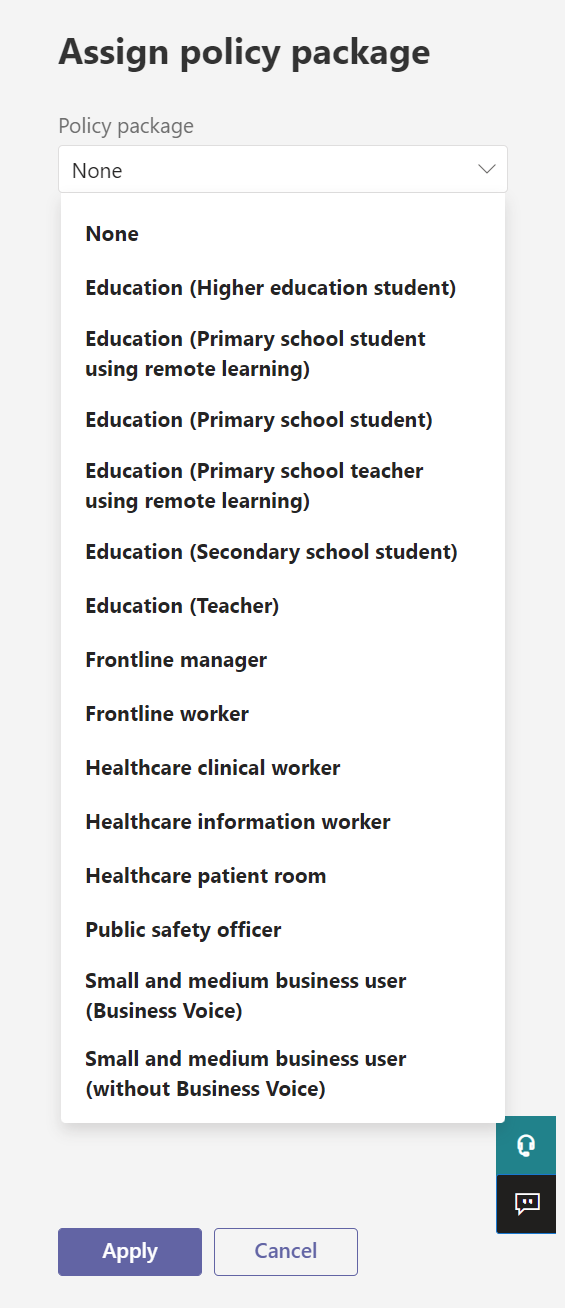 Assign policy package
Policy package
None
None
Education (Higher education student)
Education (Primary school student
using remote learning)
Education (Primary school student)
Education (Primary school teacher
using remote learning)
Education (Secondary school student)
Education (Teacher)
Frontline manager
Frontline worker
Healthcare clinical worker
Healthcare information worker
Healthcare patient room
Public safety officer
Small and medium business user
(Business Voice)
Small and medium business user
(without Business Voice)
Apply
Cancel